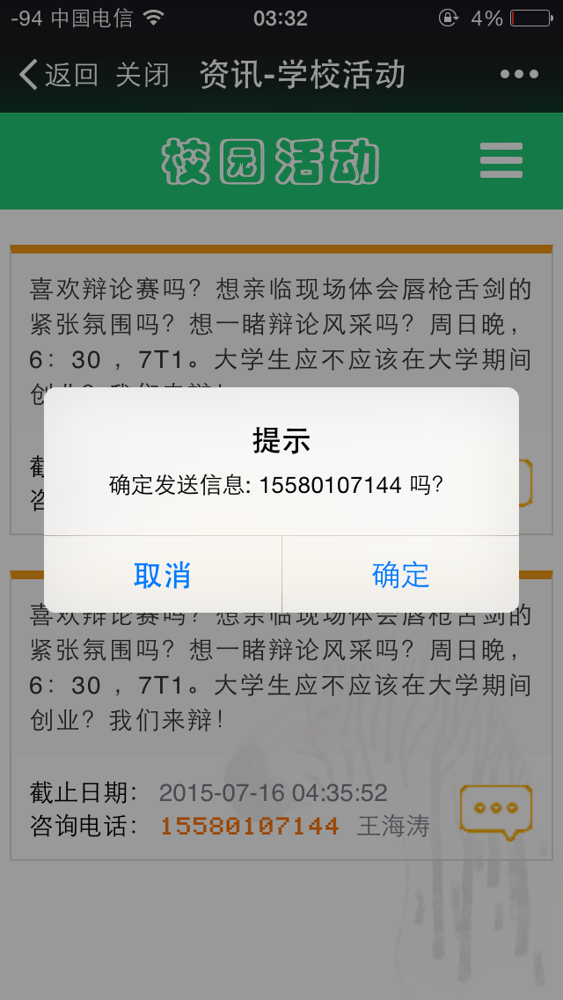 -94 中国电信 03:32 4%
返回 关闭 资讯-学校活动
校园活动
喜欢辩论赛吗？想亲临现场体会唇枪舌剑的
紧张氛围吗？想一睹辩论风采吗？周日晚，
6：30 ，7T1。大学生应不应该在大学期间
提示
确定发送信息: 15580107144 吗?
取消 确定
喜欢辩论赛吗？想亲临现场体会唇枪舌剑的
紧张氛围吗？想一睹辩论风采吗？周日晚，
6：30 ，7T1。大学生应不应该在大学期间
创业？我们来辩！
截止日期： 2015-07-16 04:35:52
咨询电话： 15580107144 王海涛